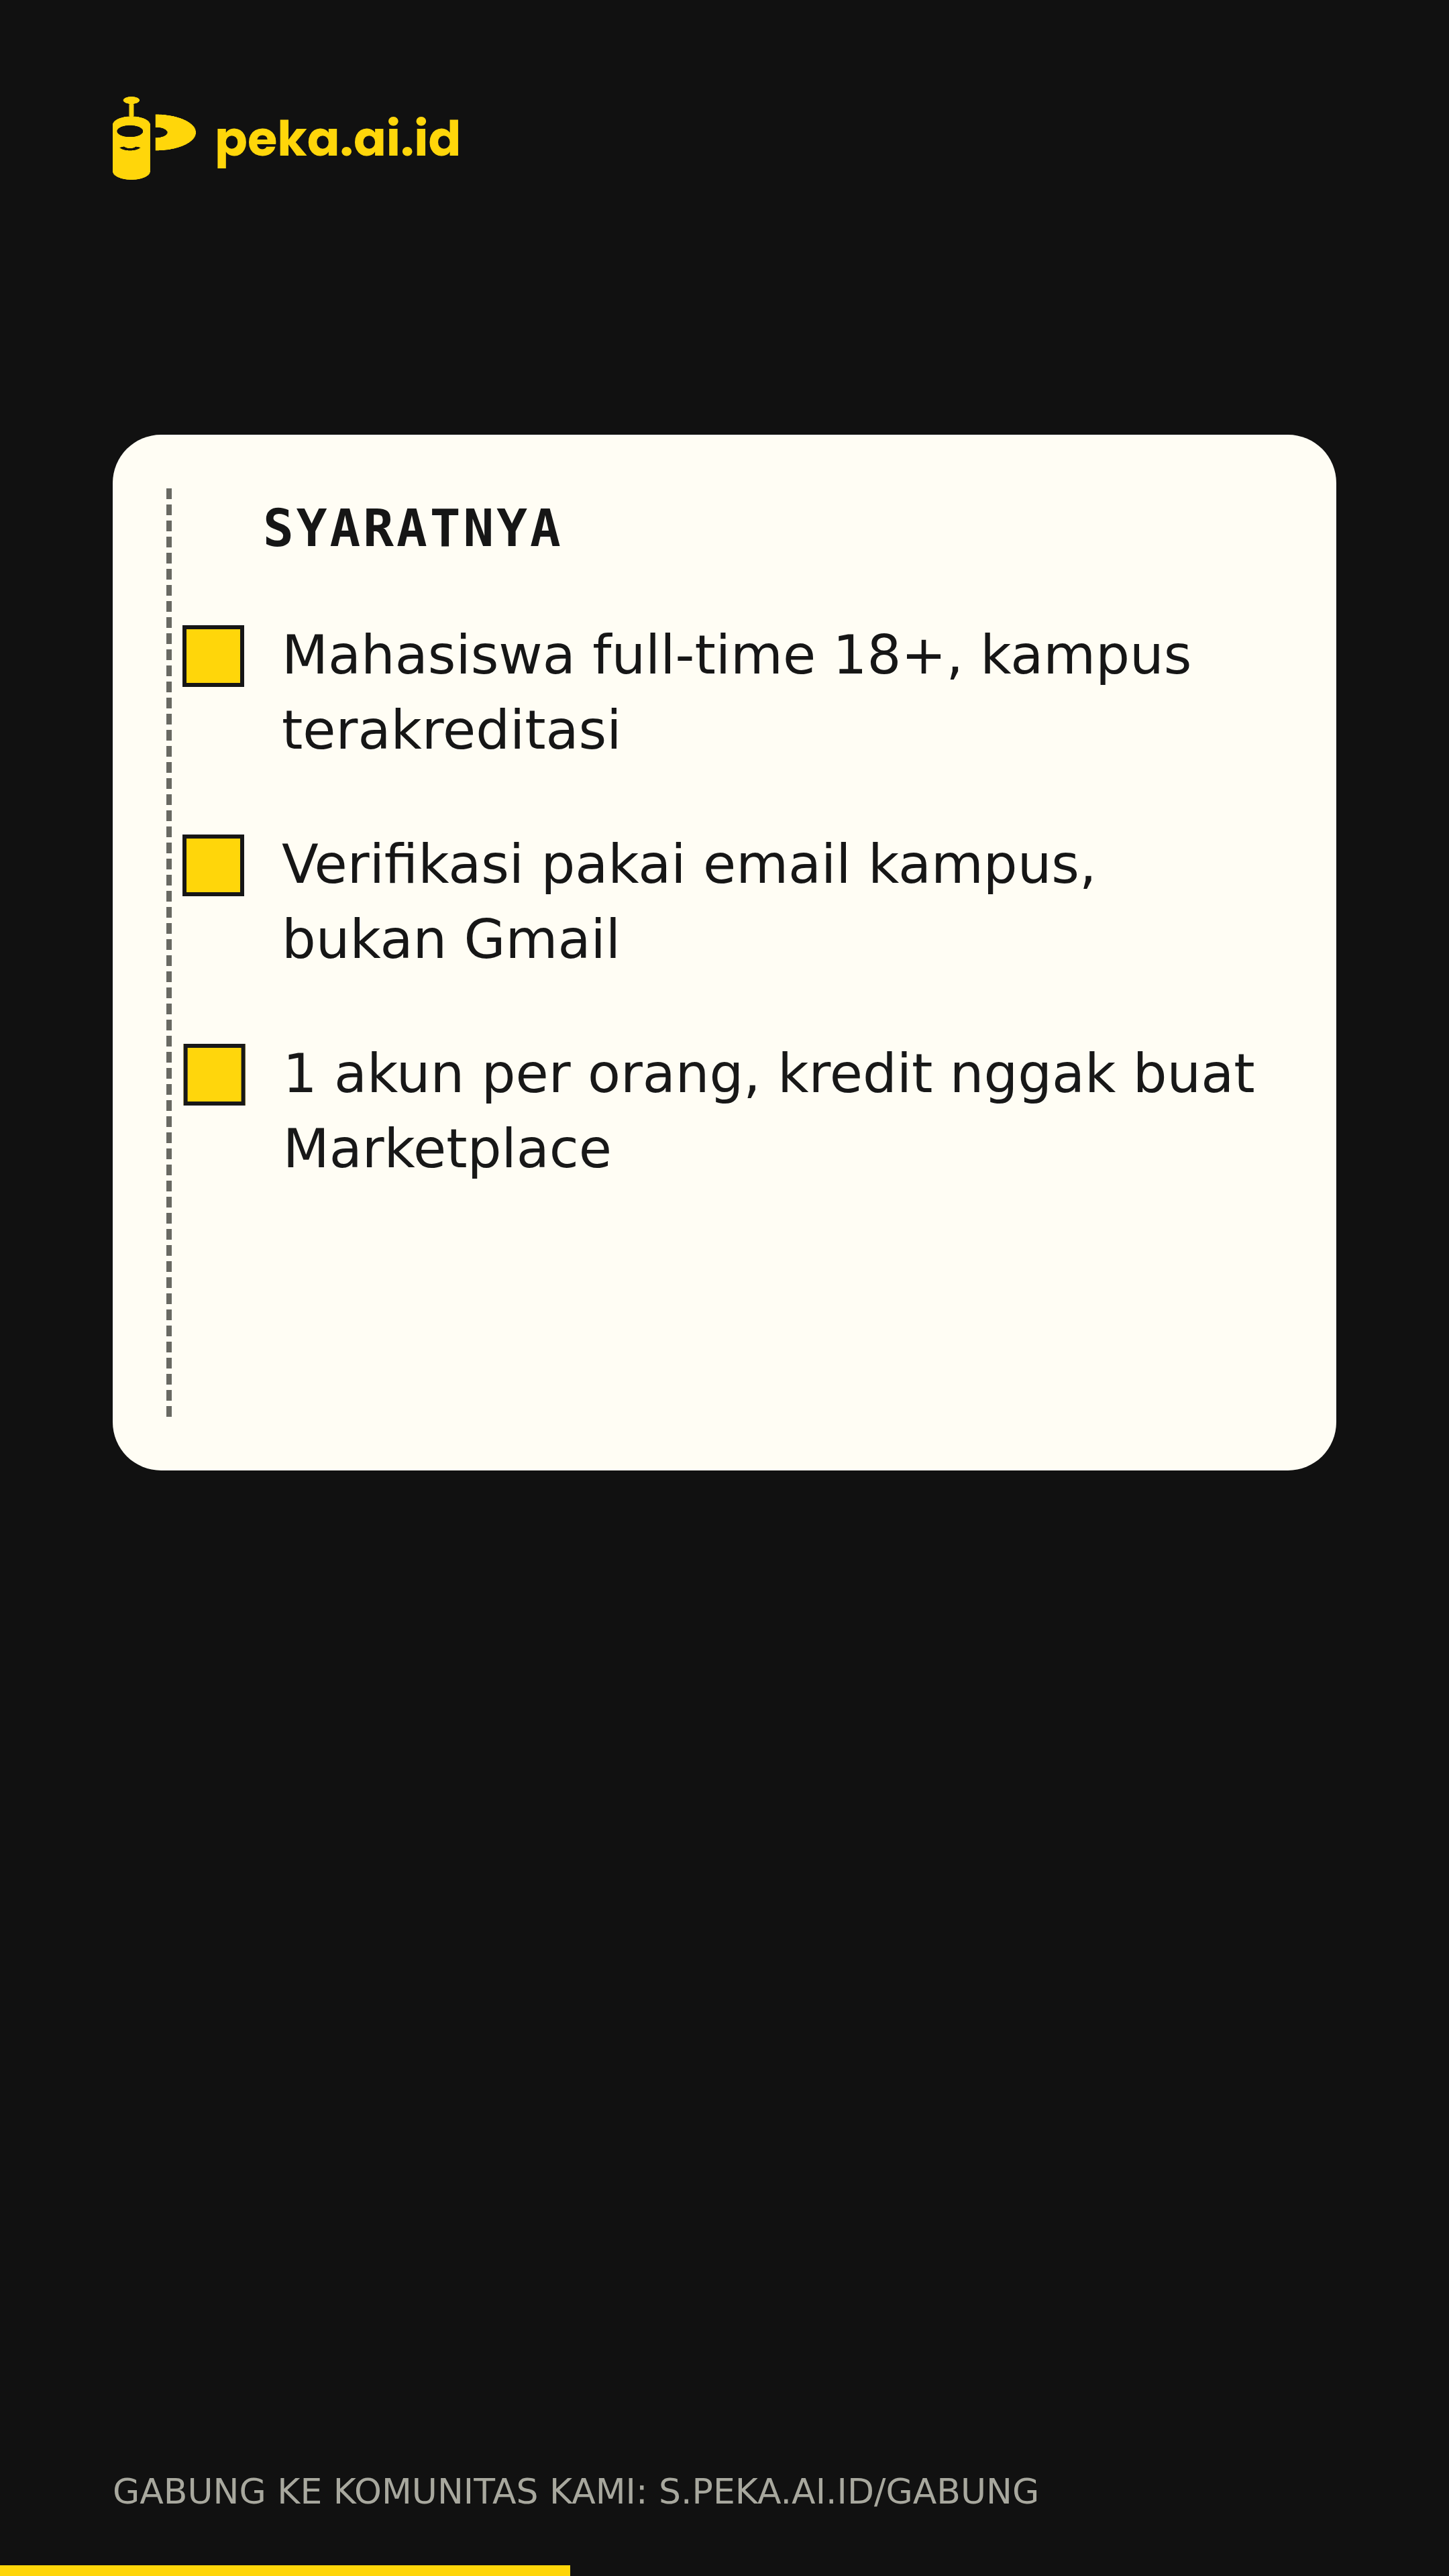 peka.ai.id
SYARATNYA
Mahasiswa full-time 18+, kampus
terakreditasi
Verifikasi pakai email kampus,
bukan Gmail
1 akun per orang, kredit nggak buat
Marketplace
GABUNG KE KOMUNITAS KAMI: S.PEKA.AI.ID/GABUNG